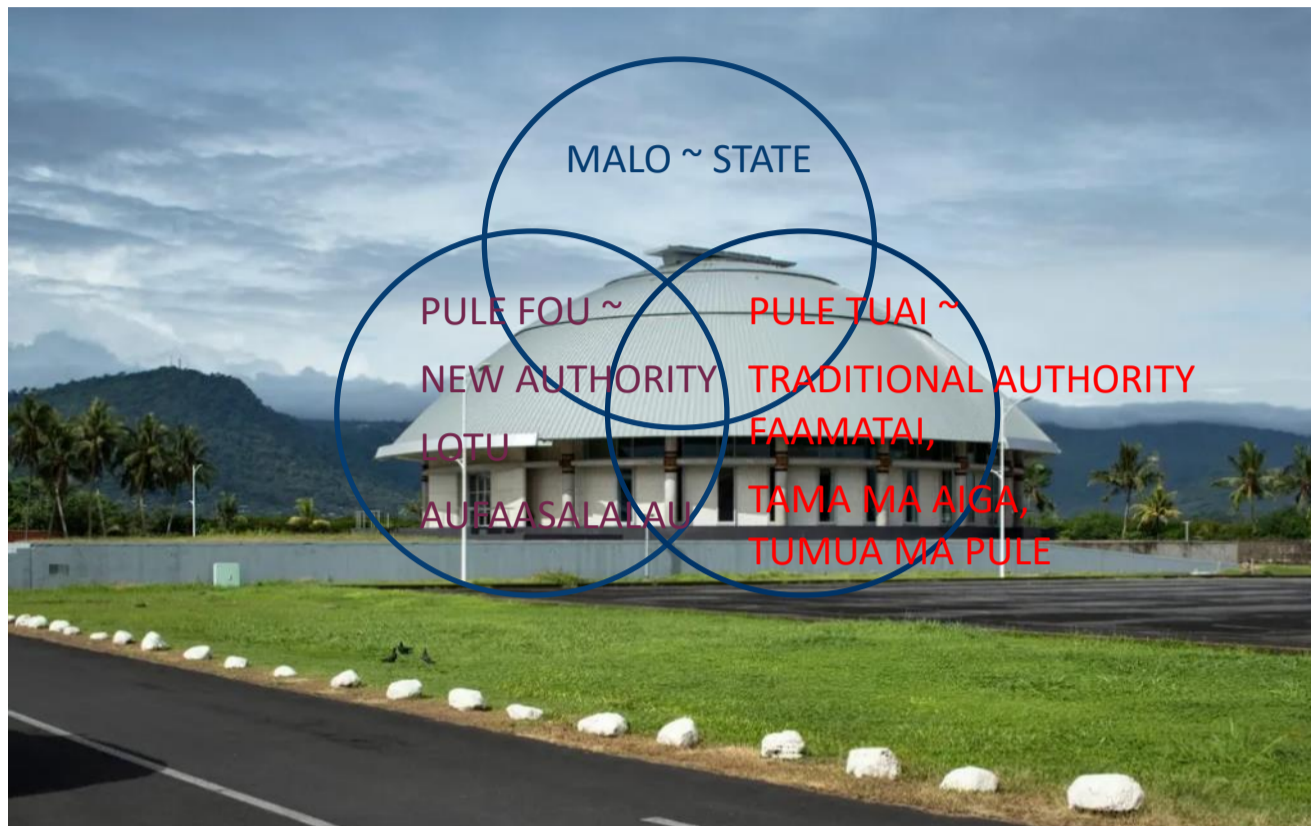 MALO ~ STATE
PULE FOU ~
NEW AUTHORITY
LOTU
AUFAASALALAU
PULE TUAI ~
TRADITIONAL AUTHORITY
FAAMATAI,
TAMA MA AIGA,
TUMUA MA PULE